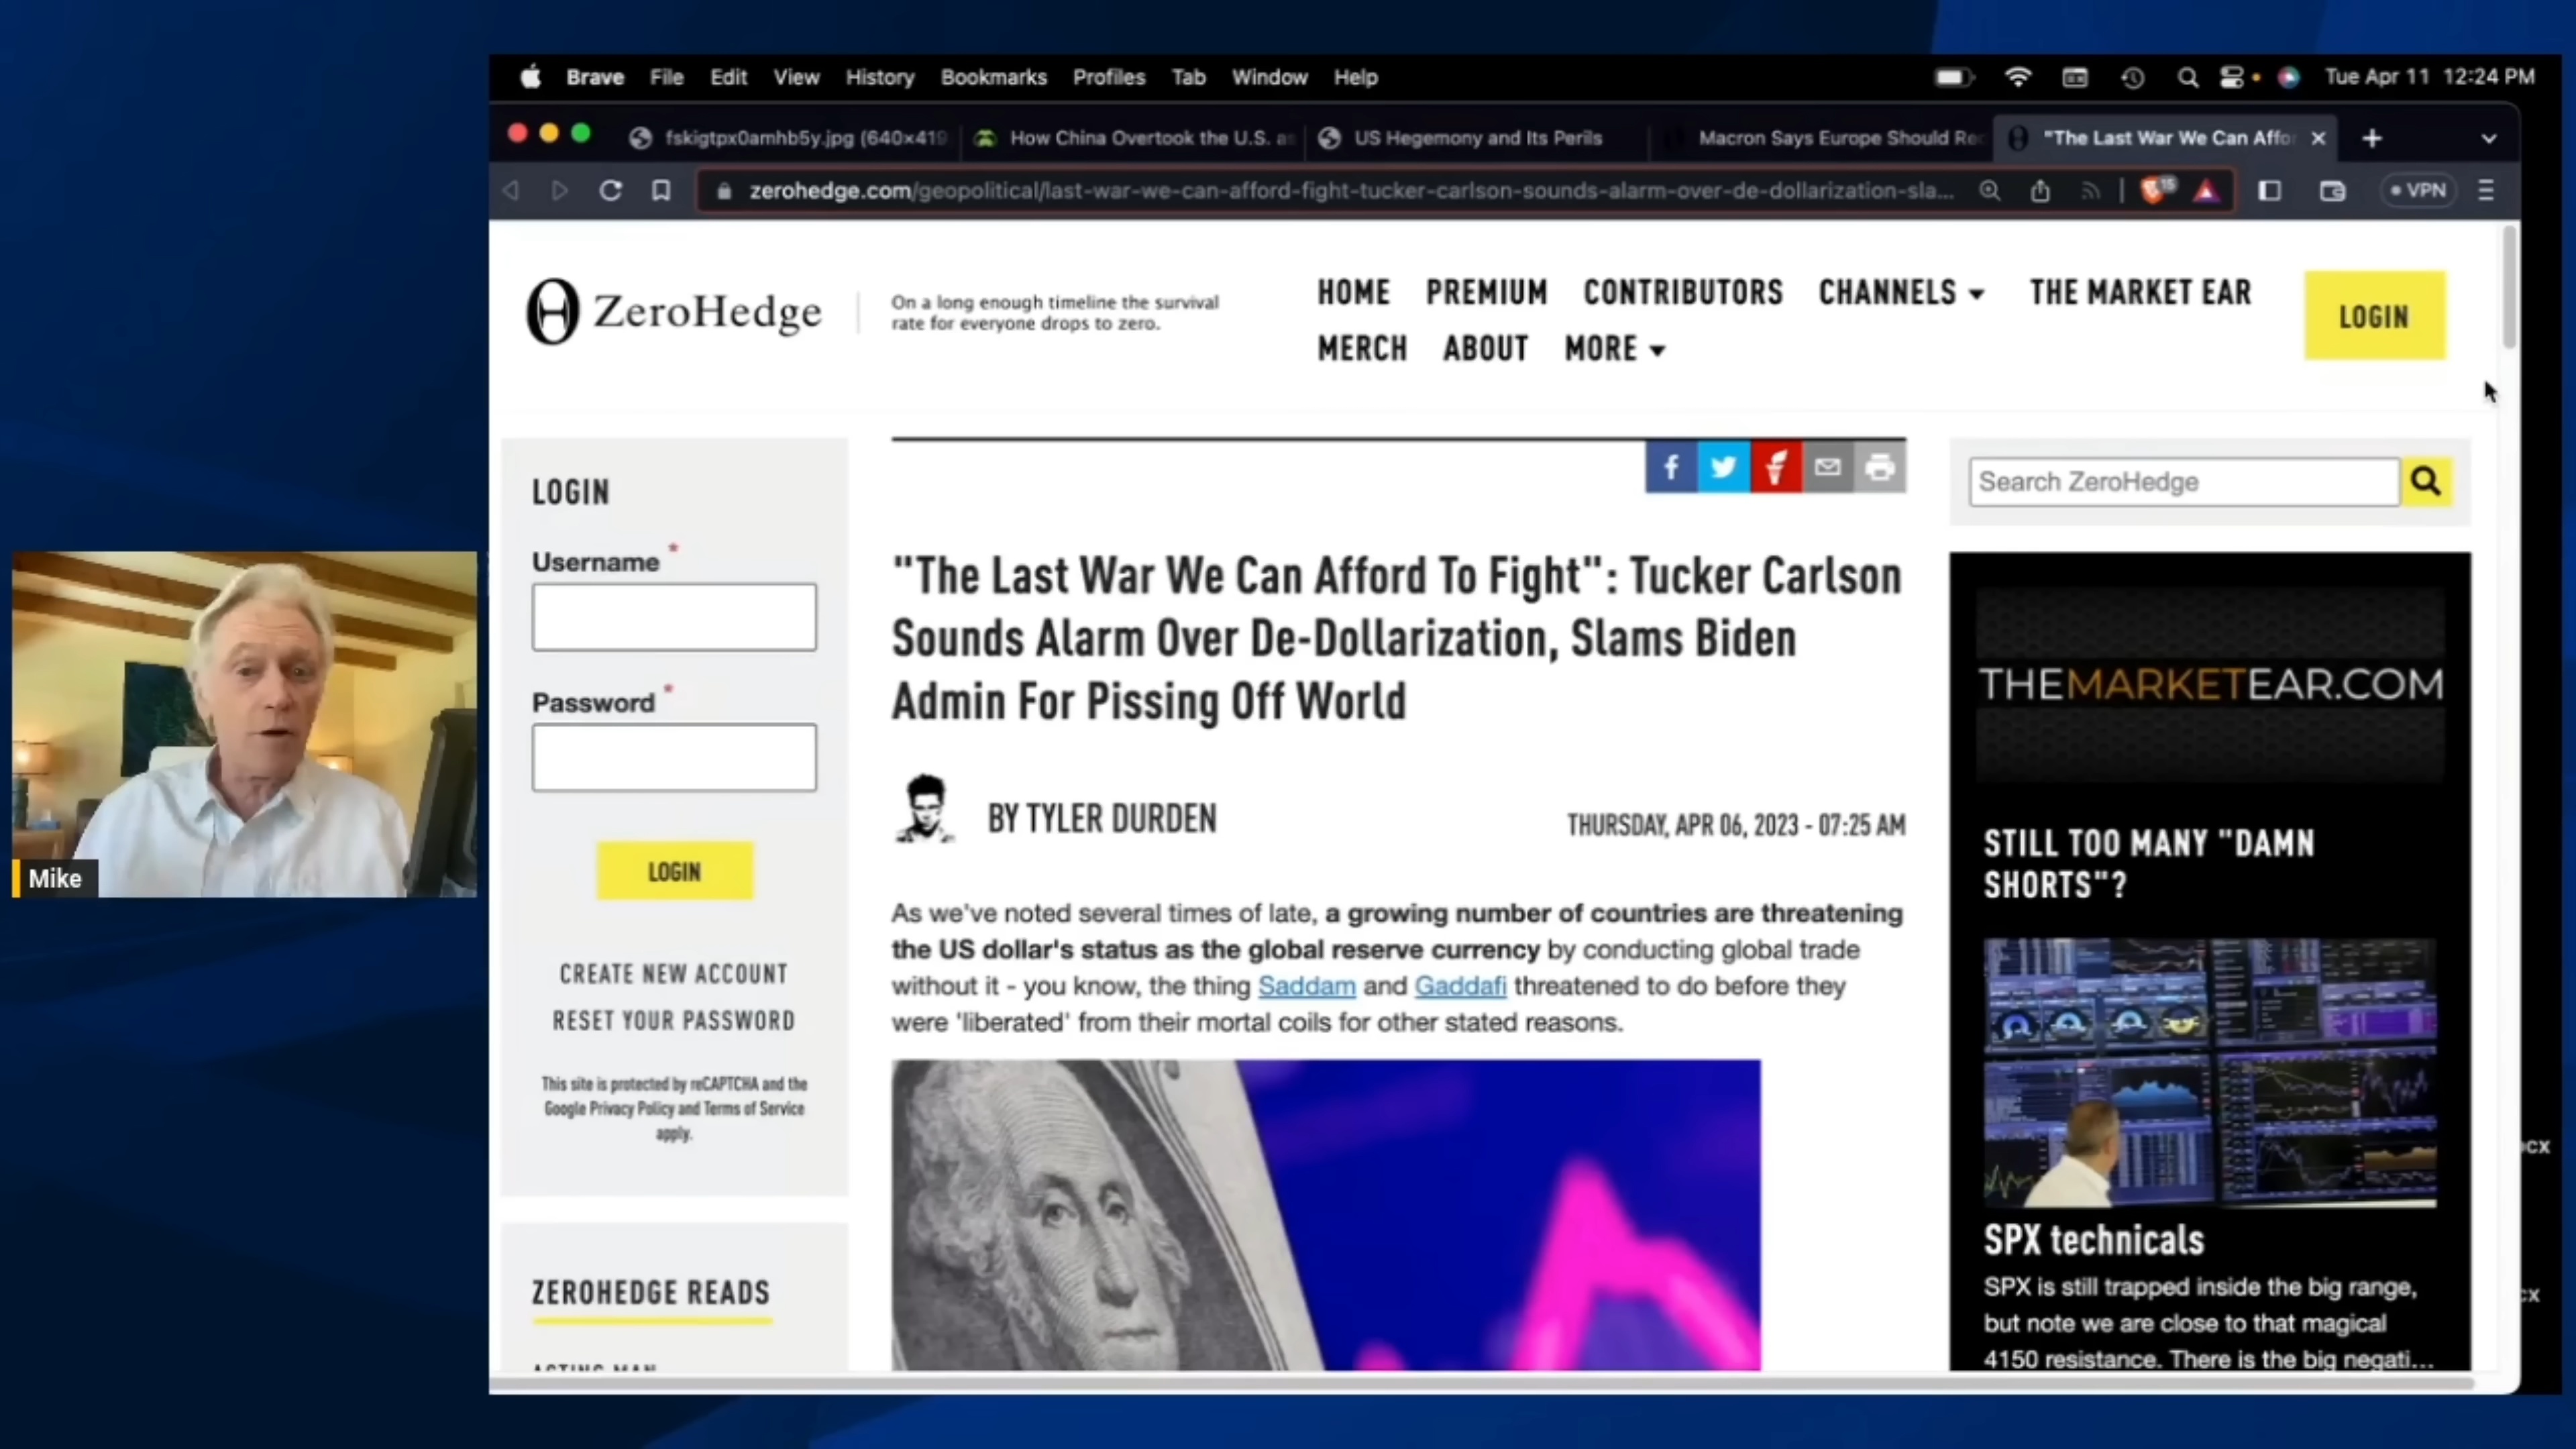 Brave File Edit View History Bookmarks Profiles Tab Window Help
Tue Apr 11 12:24 PM
fskigtpx0amhb5y.jpg (640×419
How China Overtook the U.S. as
US Hegemony and Its Perils
Macron Says Europe Should Rec
"The Last War We Can Affo
zerohedge.com/geopolitical/last-war-we-can-afford-fight-tucker-carlson-sounds-alarm-over-de-dollarization-sla...
15
VPN
ZeroHedge
On a long enough timeline the survival
rate for everyone drops to zero.
HOME PREMIUM CONTRIBUTORS CHANNELS THE MARKET EAR
MERCH ABOUT MORE
LOGIN
LOGIN
Username *
Password *
LOGIN
CREATE NEW ACCOUNT
RESET YOUR PASSWORD
This site is protected by reCAPTCHA and the
Google Privacy Policy and Terms of Service
apply.
ZEROHEDGE READS
ACTING MAN
"The Last War We Can Afford To Fight": Tucker Carlson
Sounds Alarm Over De-Dollarization, Slams Biden
Admin For Pissing Off World
BY TYLER DURDEN
THURSDAY, APR 06, 2023 - 07:25 AM
As we've noted several times of late, a growing number of countries are threatening
the US dollar's status as the global reserve currency by conducting global trade
without it - you know, the thing Saddam and Gaddafi threatened to do before they
were 'liberated' from their mortal coils for other stated reasons.
Search ZeroHedge
THEMARKETEAR.COM
STILL TOO MANY "DAMN
SHORTS"?
SPX technicals
SPX is still trapped inside the big range,
but note we are close to that magical
4150 resistance. There is the big negati...
Mike